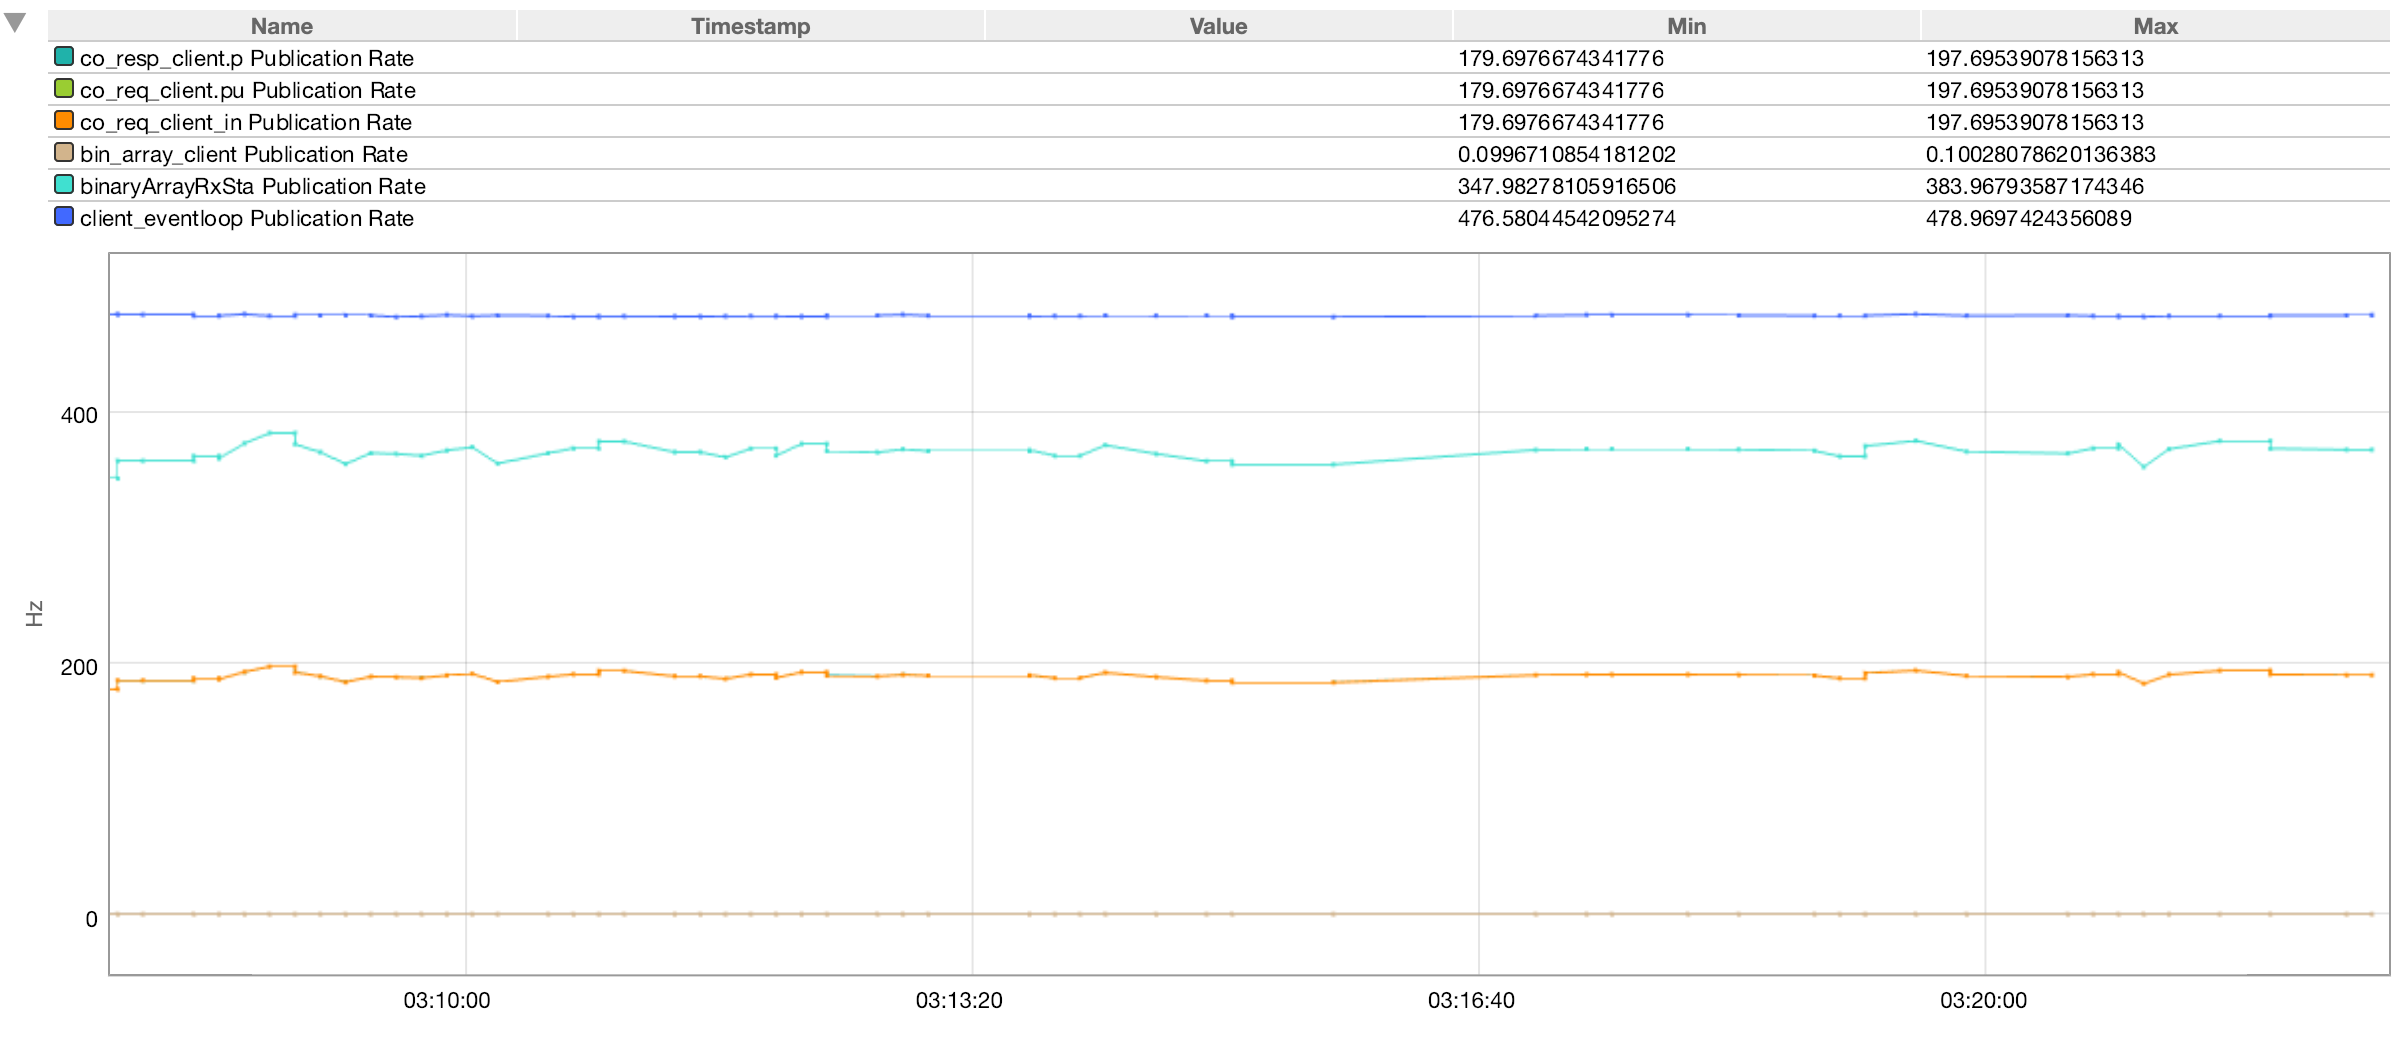 Name Timestamp Value Min Max
co_resp_client.p Publication Rate 179.6976674341776 197.69539078156313
co_req_client.pu Publication Rate 179.6976674341776 197.69539078156313
co_req_client_in Publication Rate 179.6976674341776 197.69539078156313
bin_array_client Publication Rate 0.0996710854181202 0.10028078620136383
binaryArrayRxSta Publication Rate 347.98278105916506 383.96793587174346
client_eventloop Publication Rate 476.58044542095274 478.9697424356089
400
Hz
200
0
03:10:00 03:13:20 03:16:40 03:20:00